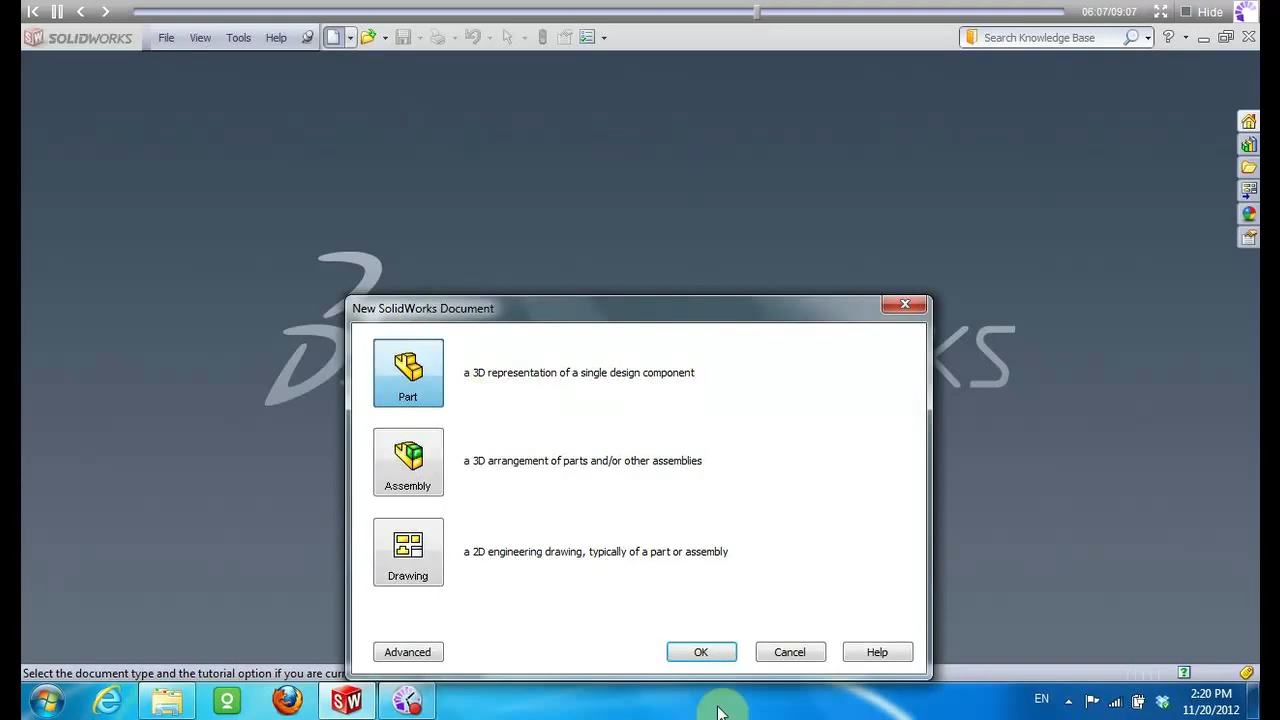 06:07/09:07
Hide
SOLIDWORKS
File View Tools Help
Search Knowledge Base
New SolidWorks Document
Part
a 3D representation of a single design component
KS
Assembly
a 3D arrangement of parts and/or other assemblies
Drawing
a 2D engineering drawing, typically of a part or assembly
Advanced
OK
Cancel
Help
Select the document type and the tutorial option if you are cur
EN
2:20 PM
11/20/2012